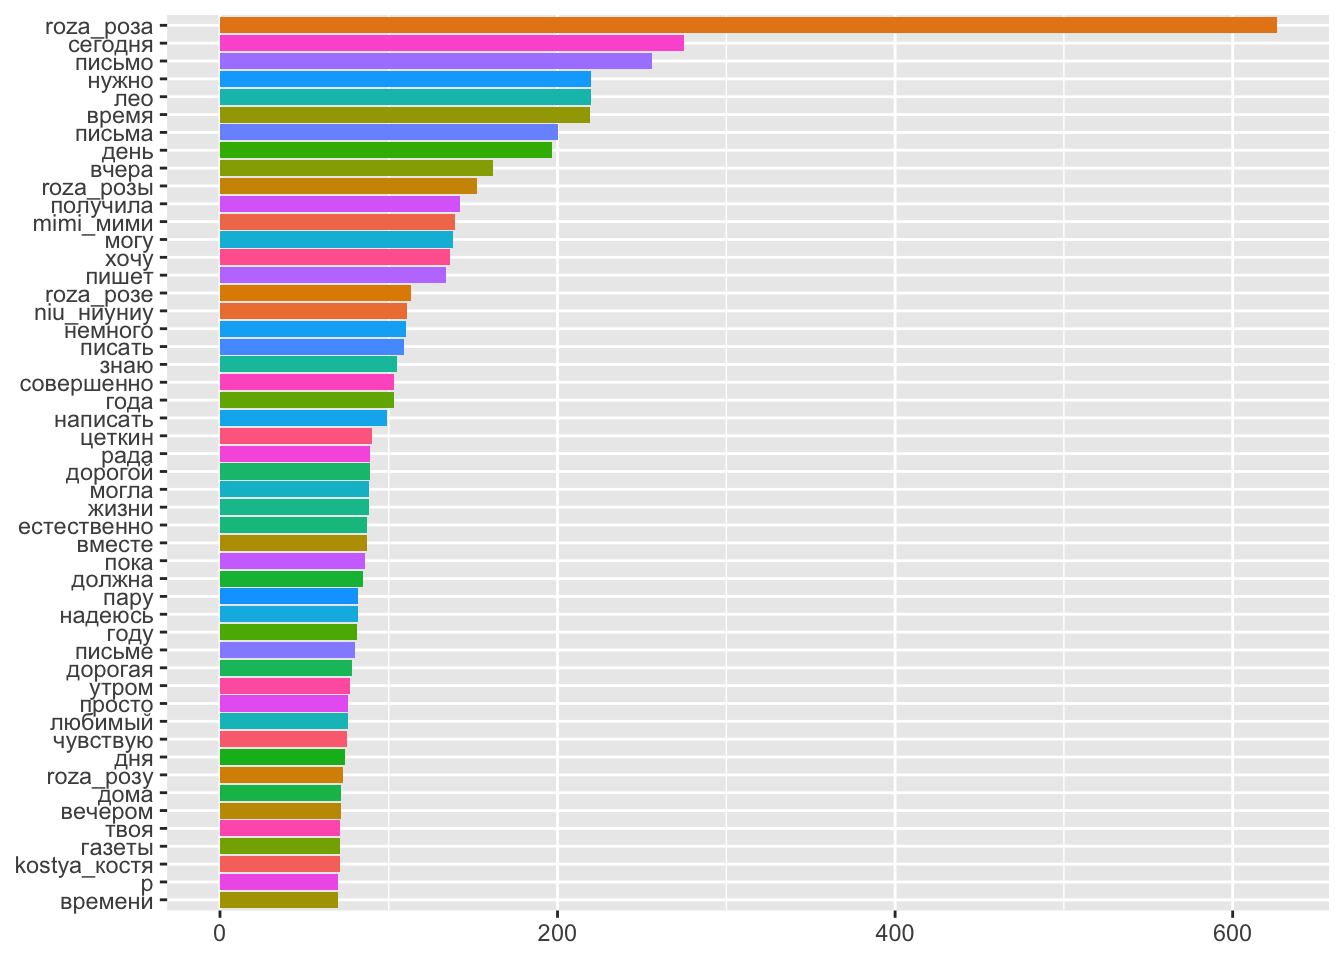 roza_роза
сегодня
письмо
нужно
лео
время
письма
день
вчера
roza_розы
получила
mimi_мими
могу
хочу
пишет
roza_розе
niu_ниуниу
немного
писать
знаю
совершенно
года
написать
цеткин
рада
дорогой
могла
жизни
естественно
вместе
пока
должна
пару
надеюсь
году
письме
дорогая
утром
просто
любимый
чувствую
дня
roza_розу
дома
вечером
твоя
газеты
kostya_костя
р
времени
0 200 400 600